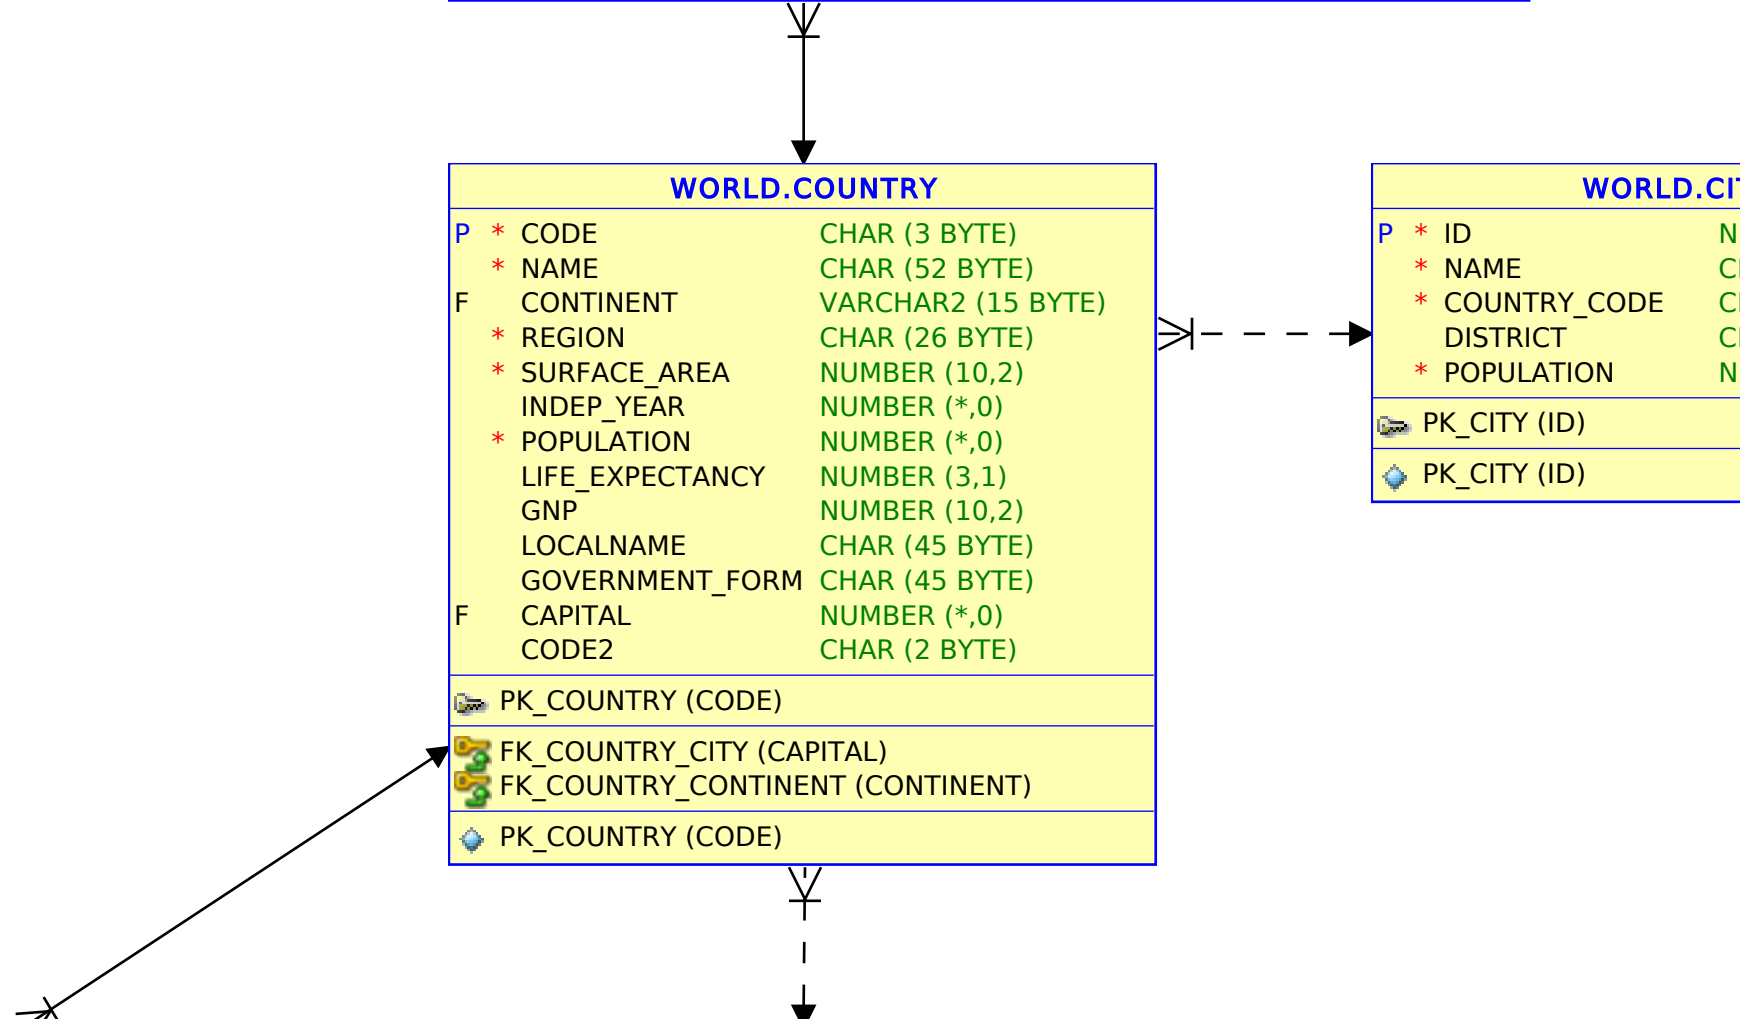 WORLD.COUNTRY
P * CODE CHAR (3 BYTE)
* NAME CHAR (52 BYTE)
F CONTINENT VARCHAR2 (15 BYTE)
* REGION CHAR (26 BYTE)
* SURFACE_AREA NUMBER (10,2)
INDEP_YEAR NUMBER (*,0)
* POPULATION NUMBER (*,0)
LIFE_EXPECTANCY NUMBER (3,1)
GNP NUMBER (10,2)
LOCALNAME CHAR (45 BYTE)
GOVERNMENT_FORM CHAR (45 BYTE)
F CAPITAL NUMBER (*,0)
CODE2 CHAR (2 BYTE)
PK_COUNTRY (CODE)
FK_COUNTRY_CITY (CAPITAL)
FK_COUNTRY_CONTINENT (CONTINENT)
PK_COUNTRY (CODE)
P * ID
* NAME
* COUNTRY_CODE
DISTRICT
* POPULATION
PK_CITY (ID)
PK_CITY (ID)